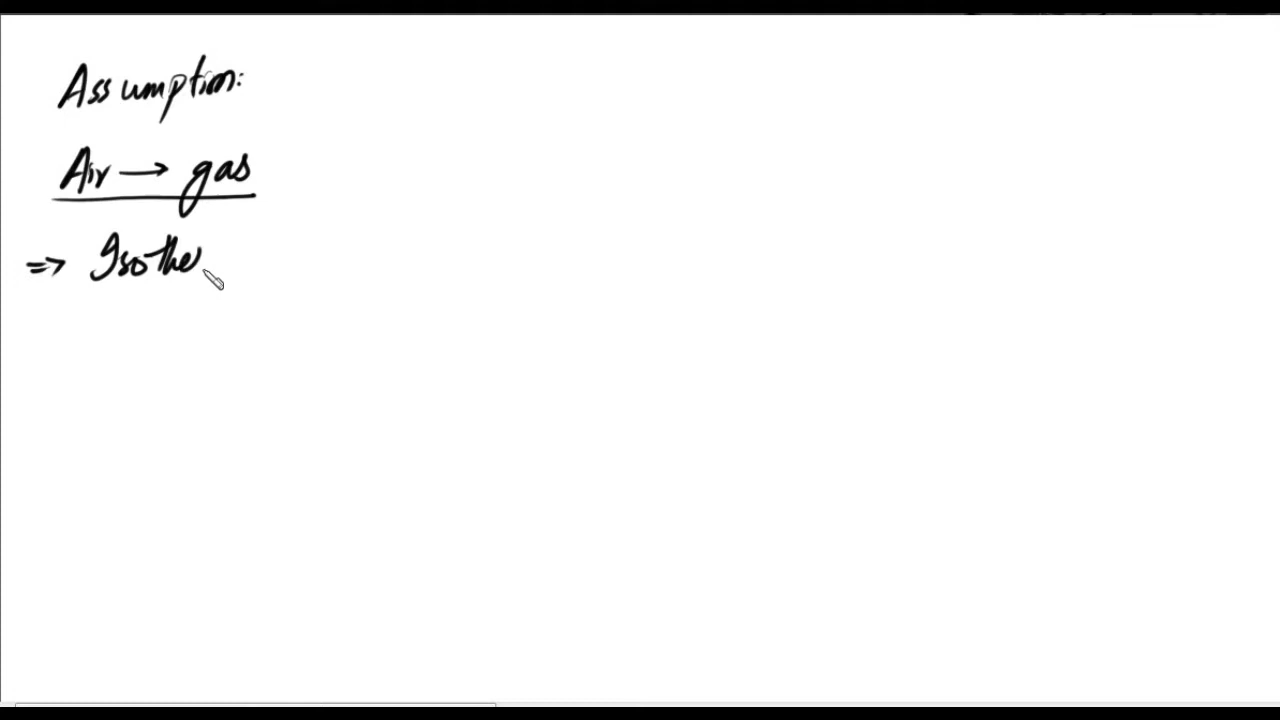 Assumption:
Air → gas
⇒ Isothe